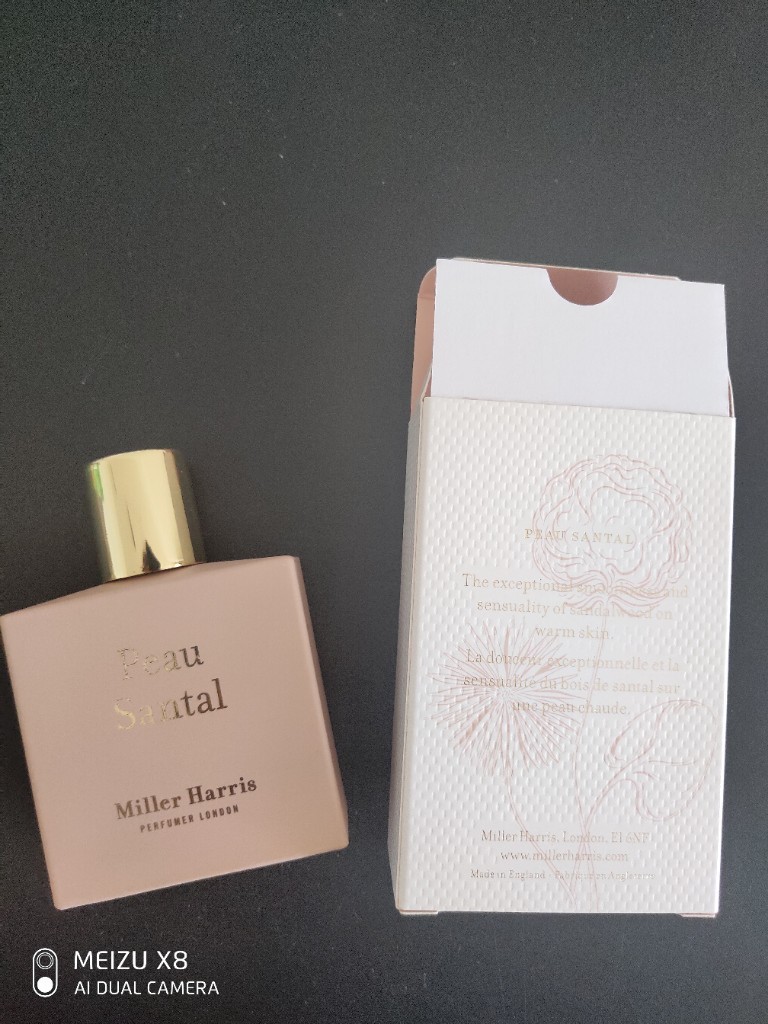 Peau
Santal
Miller Harris
PERFUMER LONDON
PEAU SANTAL
The exceptional and
sensuality of sandalwood on
warm skin.
La douceur exceptionnelle et la
sensualité du bois de santal sur
une peau chaude.
Miller Harris, London, E1 6NF
www.millerharris.com
Made in England - Fabriqué en Angleterre
MEIZU X8
AI DUAL CAMERA